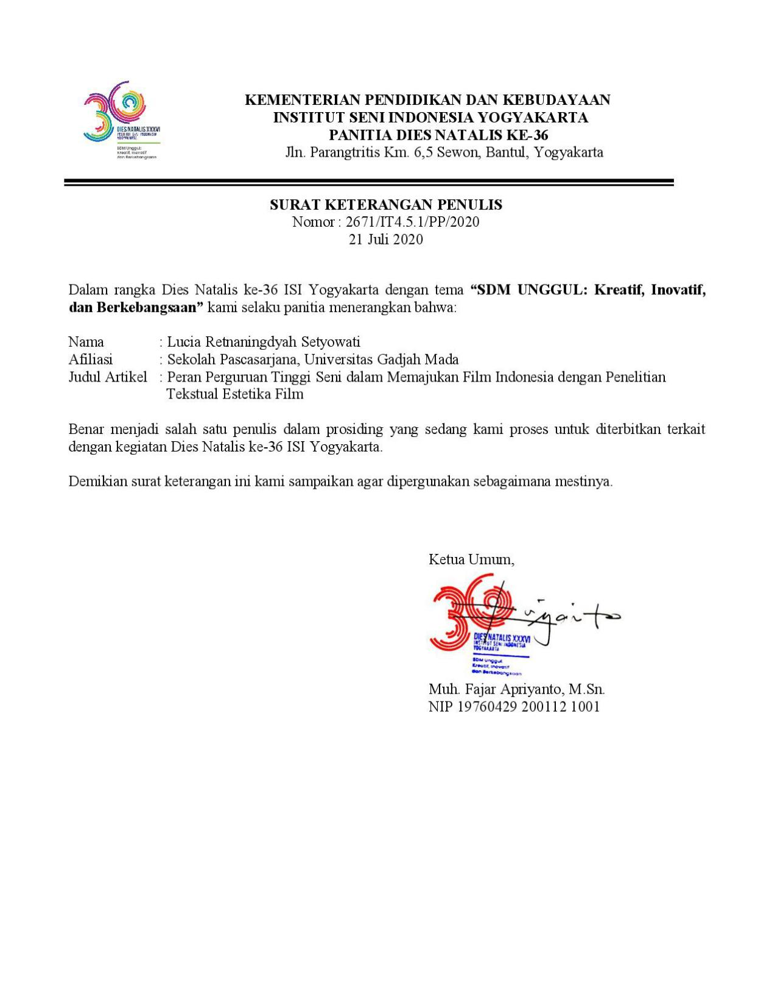 DIES NATALIS XXXVI
INSTITUT SENI INDONESIA
YOGYAKARTA
SDM Unggul:
Kreatif, Inovatif
dan Berkebangsaan
KEMENTERIAN PENDIDIKAN DAN KEBUDAYAAN
INSTITUT SENI INDONESIA YOGYAKARTA
PANITIA DIES NATALIS KE-36
Jln. Parangtritis Km. 6,5 Sewon, Bantul, Yogyakarta
SURAT KETERANGAN PENULIS
Nomor : 2671/IT4.5.1/PP/2020
21 Juli 2020
Dalam rangka Dies Natalis ke-36 ISI Yogyakarta dengan tema “SDM UNGGUL: Kreatif, Inovatif,
dan Berkebangsaan” kami selaku panitia menerangkan bahwa:
Nama : Lucia Retnaningdyah Setyowati
Afiliasi : Sekolah Pascasarjana, Universitas Gadjah Mada
Judul Artikel : Peran Perguruan Tinggi Seni dalam Memajukan Film Indonesia dengan Penelitian
Tekstual Estetika Film
Benar menjadi salah satu penulis dalam prosiding yang sedang kami proses untuk diterbitkan terkait
dengan kegiatan Dies Natalis ke-36 ISI Yogyakarta.
Demikian surat keterangan ini kami sampaikan agar dipergunakan sebagaimana mestinya.
Ketua Umum,
36
DIES NATALIS XXXVI
INSTITUT SENI INDONESIA
YOGYAKARTA
SDM Unggul:
Kreatif, Inovatif
dan Berkebangsaan
Muh. Fajar Apriyanto, M.Sn.
NIP 19760429 200112 1001